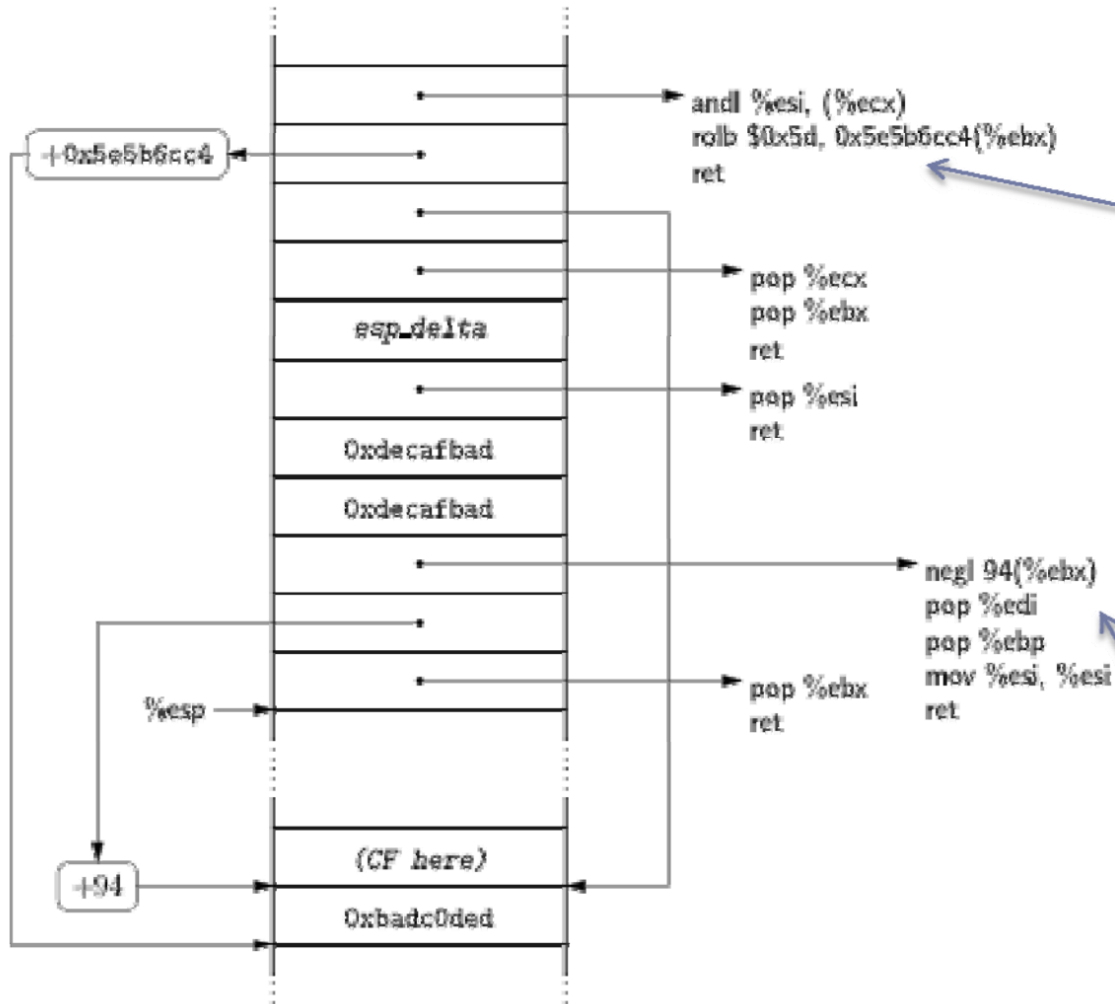 andl %esi, (%ecx)
rolb $0x5d, 0x5e5b6cc4(%ebx)
ret
+0x5e5b6cc4
pop %ecx
pop %ebx
ret
esp_delta
pop %esi
ret
0xdecafbad
0xdecafbad
negl 94(%ebx)
pop %edi
pop %ebp
mov %esi, %esi
ret
pop %ebx
ret
%esp
(CF here)
+94
0xbadc0ded